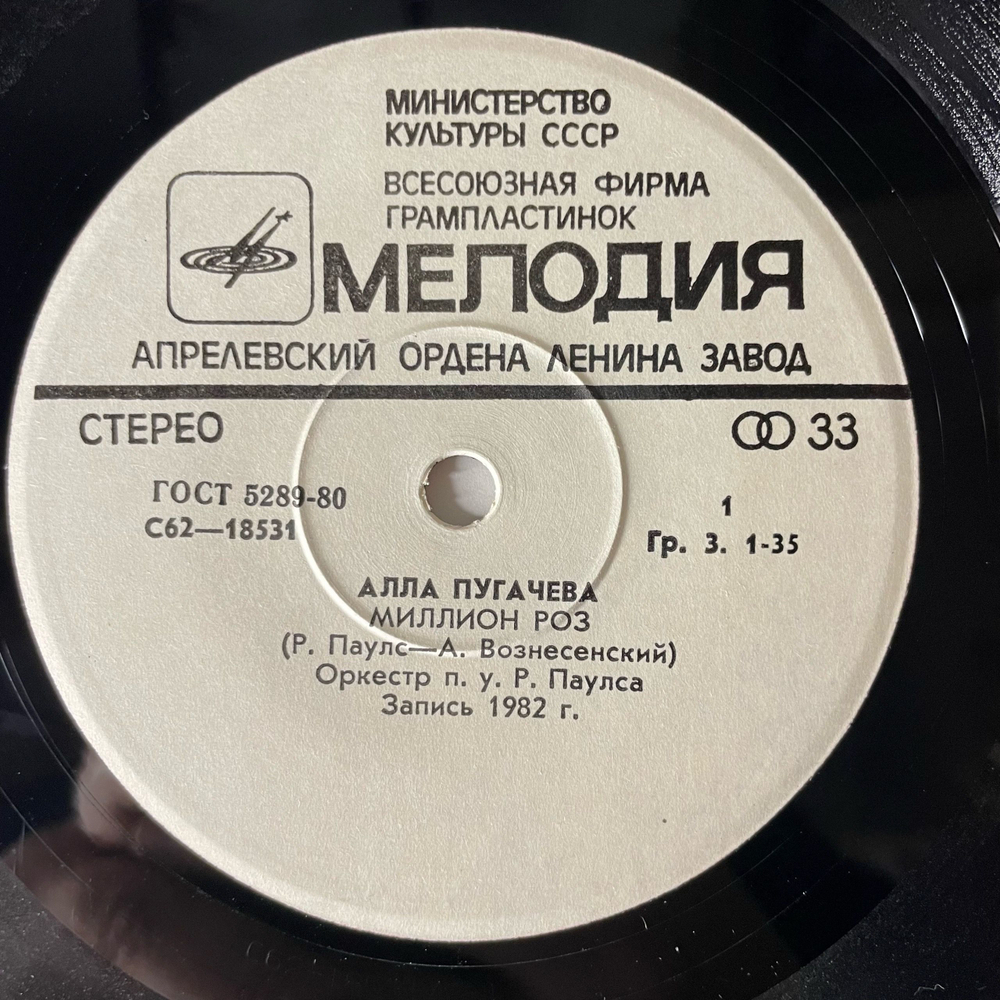 МИНИСТЕРСТВО
КУЛЬТУРЫ СССР
ВСЕСОЮЗНАЯ ФИРМА
ГРАМПЛАСТИНОК
МЕЛОДИЯ
АПРЕЛЕВСКИЙ ОРДЕНА ЛЕНИНА ЗАВОД
СТЕРЕО 33
ГОСТ 5289-80
С62—18531
1
Гр. 3. 1-35
АЛЛА ПУГАЧЕВА
МИЛЛИОН РОЗ
(Р. Паулс—А. Вознесенский)
Оркестр п. у. Р. Паулса
Запись 1982 г.